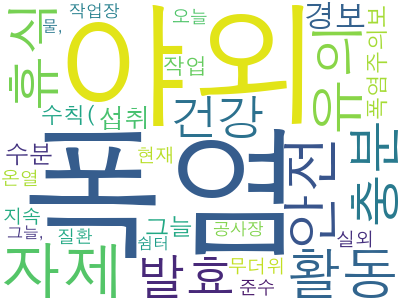 휴식
물,
작업장
야외
오늘
경보
폭염주의보
유의
작업
수칙(
섭취
건강
수분
폭염
현재
안전
충분
온열
지속
그늘,
질환
그늘
쉼터
공사장
실외
자제
발효
무더위
준수
활동